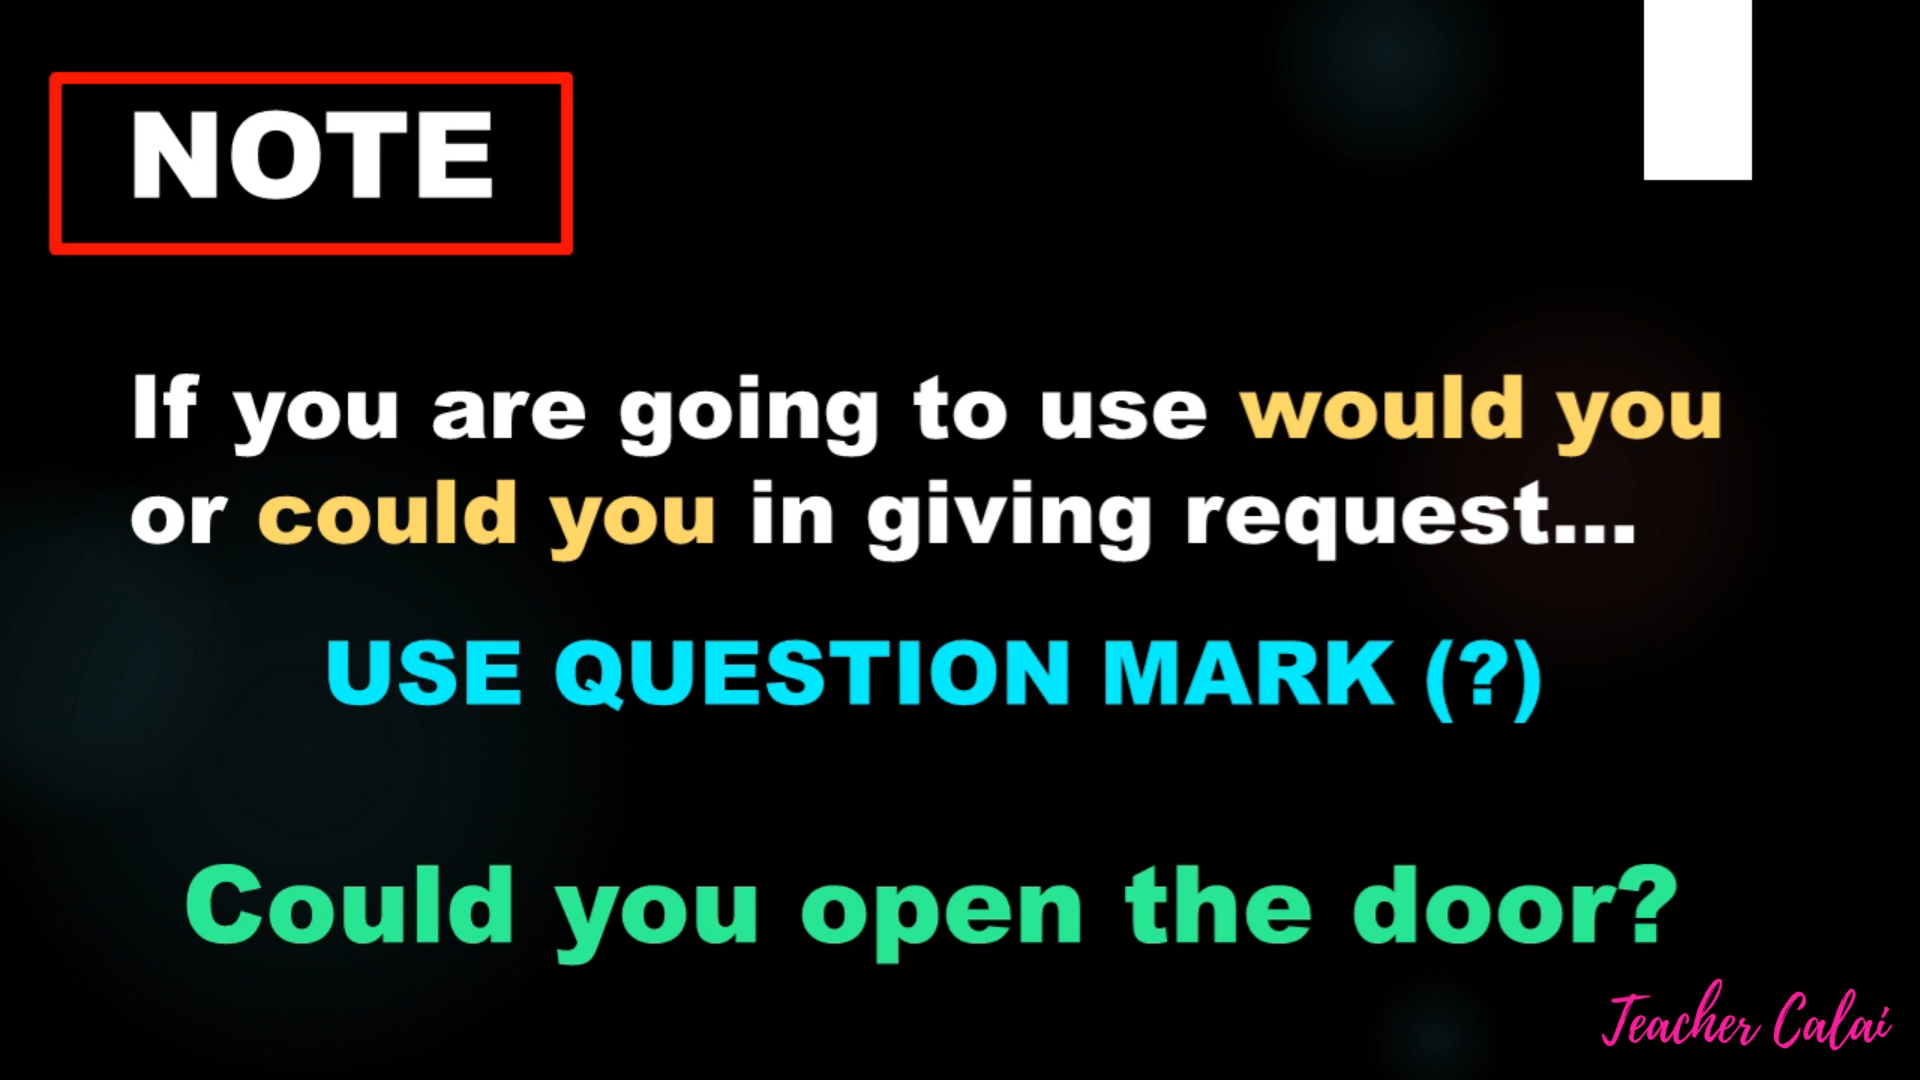 NOTE
If you are going to use would you
or could you in giving request...
USE QUESTION MARK (?)
Could you open the door?
Teacher Calai